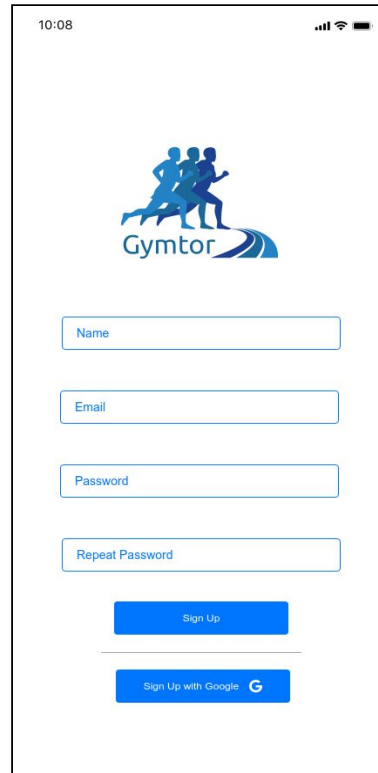 10:08
Gymtor
Name
Email
Password
Repeat Password
Sign Up
Sign Up with Google G